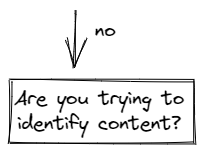 no
Are you trying to
identify content?